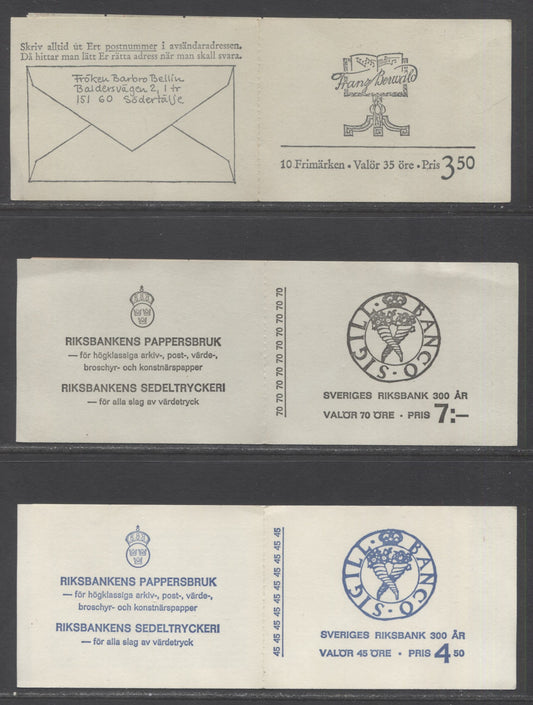 Skriv alltid ut Ert postnummer i avsändaradressen.
Då hittar man lätt Er rätta adress när man skall svara.
Fröken Barbro Bellin
Baldersvägen 2, 1 tr
151 60 Södertälje
Franz Berwald
10 Frimärken • Valör 35 öre • Pris 3 50
RIKSBANKENS PAPPERSBRUK
— för högklassiga arkiv-, post-, värde-,
broschyr- och konstnärspapper
RIKSBANKENS SEDELTRYCKERI
— för alla slag av värdetryck
70 70 70 70 70 70 70 70 70 70
BANCO · SIGILL ·
SVERIGES RIKSBANK 300 ÅR
VALÖR 70 ÖRE · PRIS 7:—
RIKSBANKENS PAPPERSBRUK
— för högklassiga arkiv-, post-, värde-,
broschyr- och konstnärspapper
RIKSBANKENS SEDELTRYCKERI
— för alla slag av värdetryck
45 45 45 45 45 45 45 45 45 45
BANCO · SIGILL ·
SVERIGES RIKSBANK 300 ÅR
VALÖR 45 ÖRE · PRIS 4 50